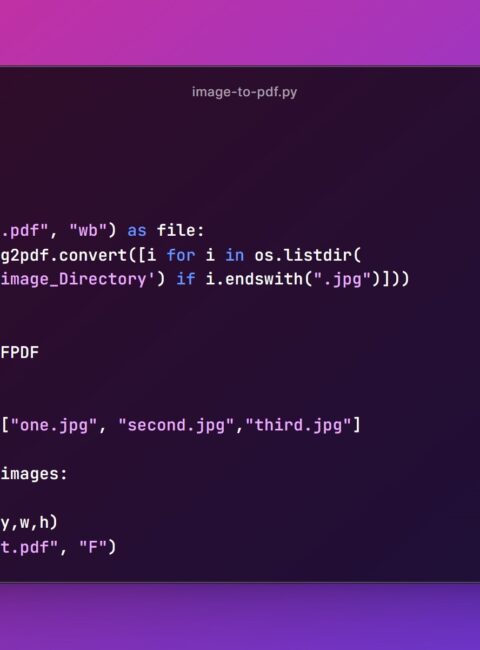 image-to-pdf.py
.pdf", "wb") as file:
g2pdf.convert([i for i in os.listdir(
image_Directory') if i.endswith(".jpg")]))
FPDF
["one.jpg", "second.jpg","third.jpg"]
images:
y,w,h)
t.pdf", "F")